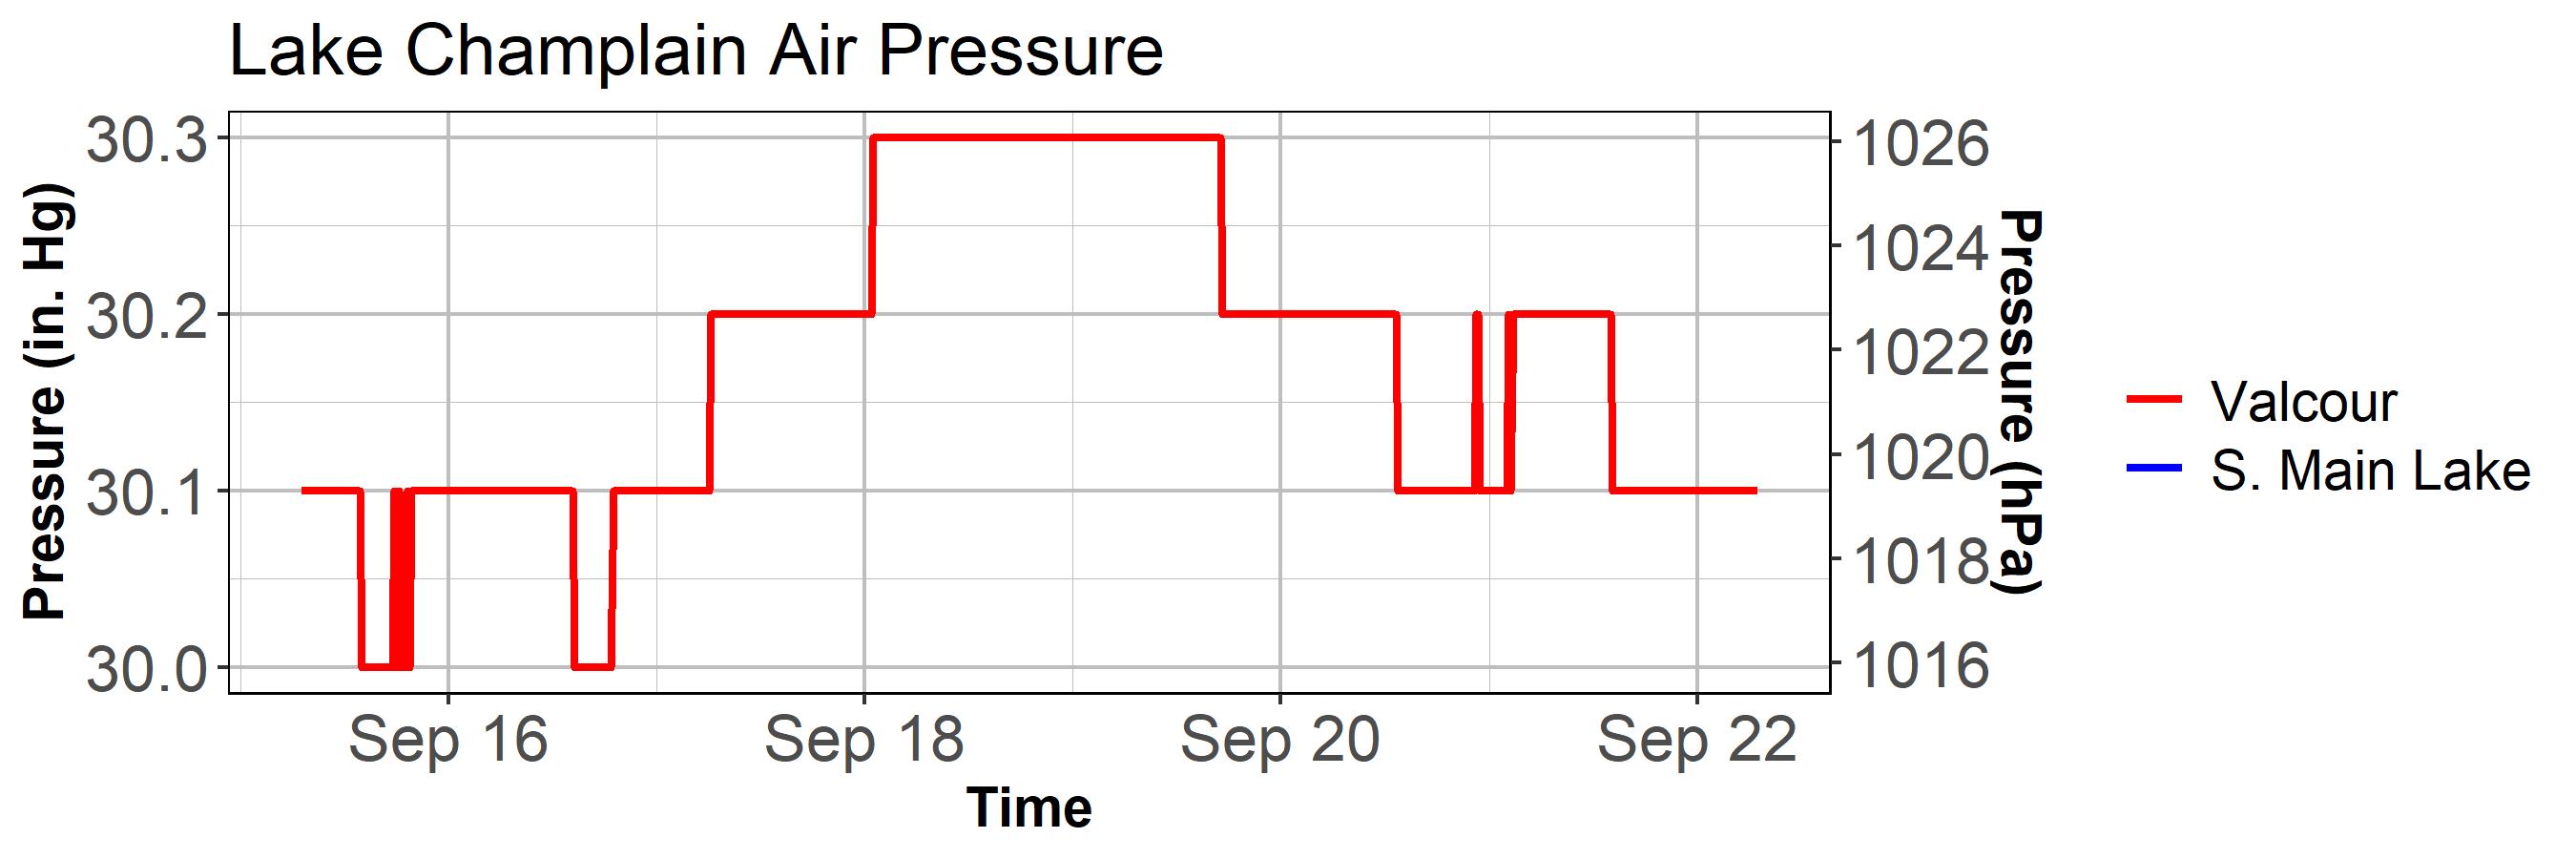 Lake Champlain Air Pressure
Pressure (in. Hg)
30.3
30.2
30.1
30.0
1026
1024
1022
1020
1018
1016
Pressure (hPa)
Sep 16 Sep 18 Sep 20 Sep 22
Time
Valcour
S. Main Lake